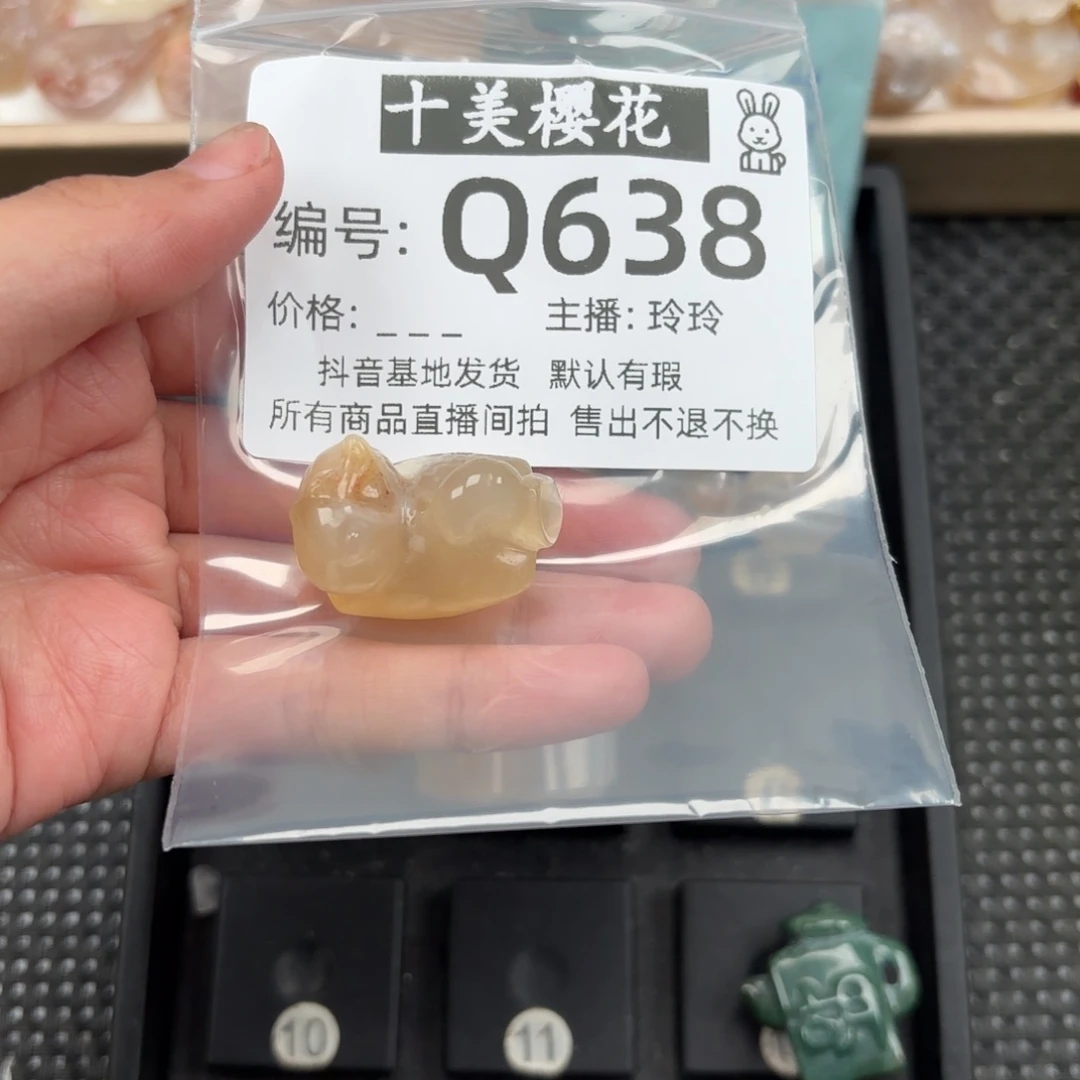 十美樱花
编号: Q638
价格: _ _ _ 主播: 玲玲
抖音基地发货 默认有瑕
所有商品直播间拍 售出不退不换
10
11